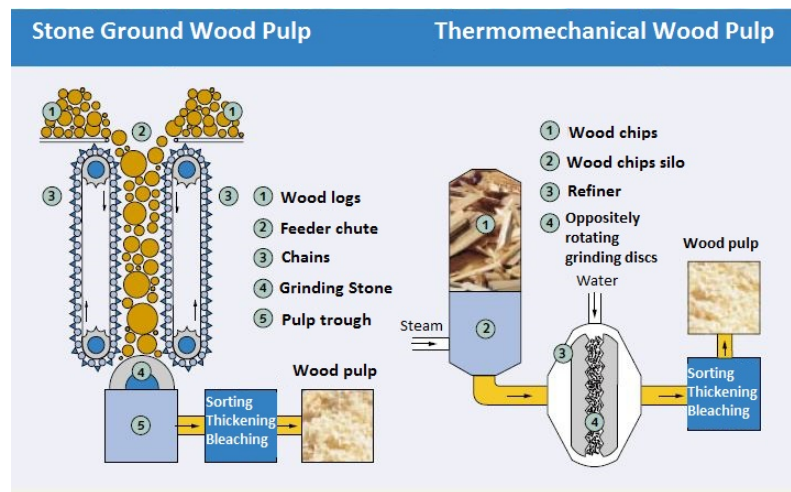 Stone Ground Wood Pulp
1
1
2
3
3
1 Wood logs
2 Feeder chute
3 Chains
4 Grinding Stone
5 Pulp trough
4
5
Sorting
Thickening
Bleaching
Wood pulp
Thermomechanical Wood Pulp
1 Wood chips
2 Wood chips silo
3 Refiner
4 Oppositely
rotating
grinding discs
1
Steam
2
Water
3
4
Sorting
Thickening
Bleaching
Wood pulp